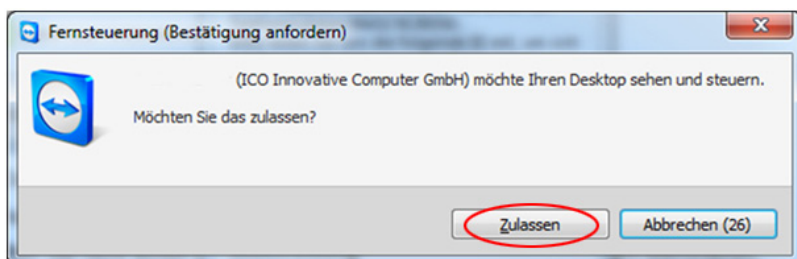 Fernsteuerung (Bestätigung anfordern)
(ICO Innovative Computer GmbH) möchte Ihren Desktop sehen und steuern.
Möchten Sie das zulassen?
Zulassen
Abbrechen (26)